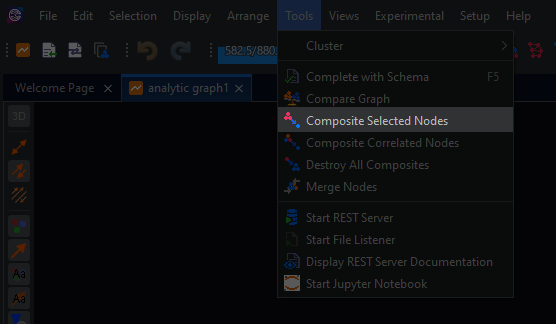 File Edit Selection Display Arrange Tools Views Experimental Setup Help
582.5/880
Welcome Page analytic graph1
3D
Aa
Aa
Cluster
Complete with Schema F5
Compare Graph
Composite Selected Nodes
Composite Correlated Nodes
Destroy All Composites
Merge Nodes
Start REST Server
Start File Listener
Display REST Server Documentation
Start Jupyter Notebook